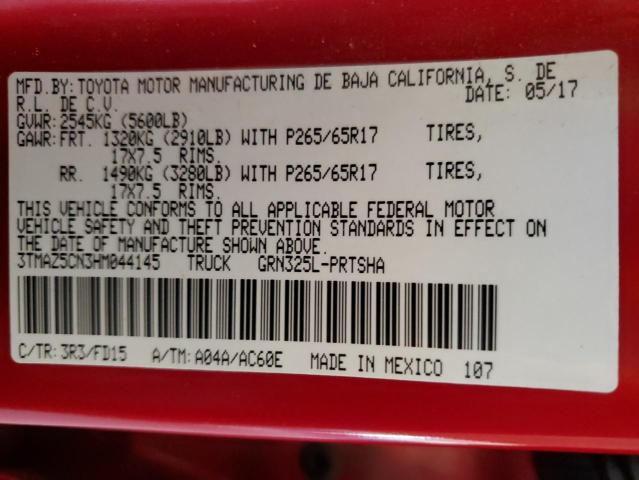 MFD.BY: TOYOTA MOTOR MANUFACTURING DE BAJA CALIFORNIA, S. DE
R.L. DE C.V. DATE: 05/17
GVWR: 2545KG (5600LB)
GAWR: FRT. 1320KG (2910LB) WITH P265/65R17 TIRES,
17X7.5 RIMS.
RR. 1490KG (3280LB) WITH P265/65R17 TIRES,
17X7.5 RIMS.
THIS VEHICLE CONFORMS TO ALL APPLICABLE FEDERAL MOTOR
VEHICLE SAFETY AND THEFT PREVENTION STANDARDS IN EFFECT ON
THE DATE OF MANUFACTURE SHOWN ABOVE.
3TMAZ5CN3HM044145 TRUCK GRN325L-PRTSHA
C/TR: 3R3/FD15 A/TM: A04A/AC60E MADE IN MEXICO 107